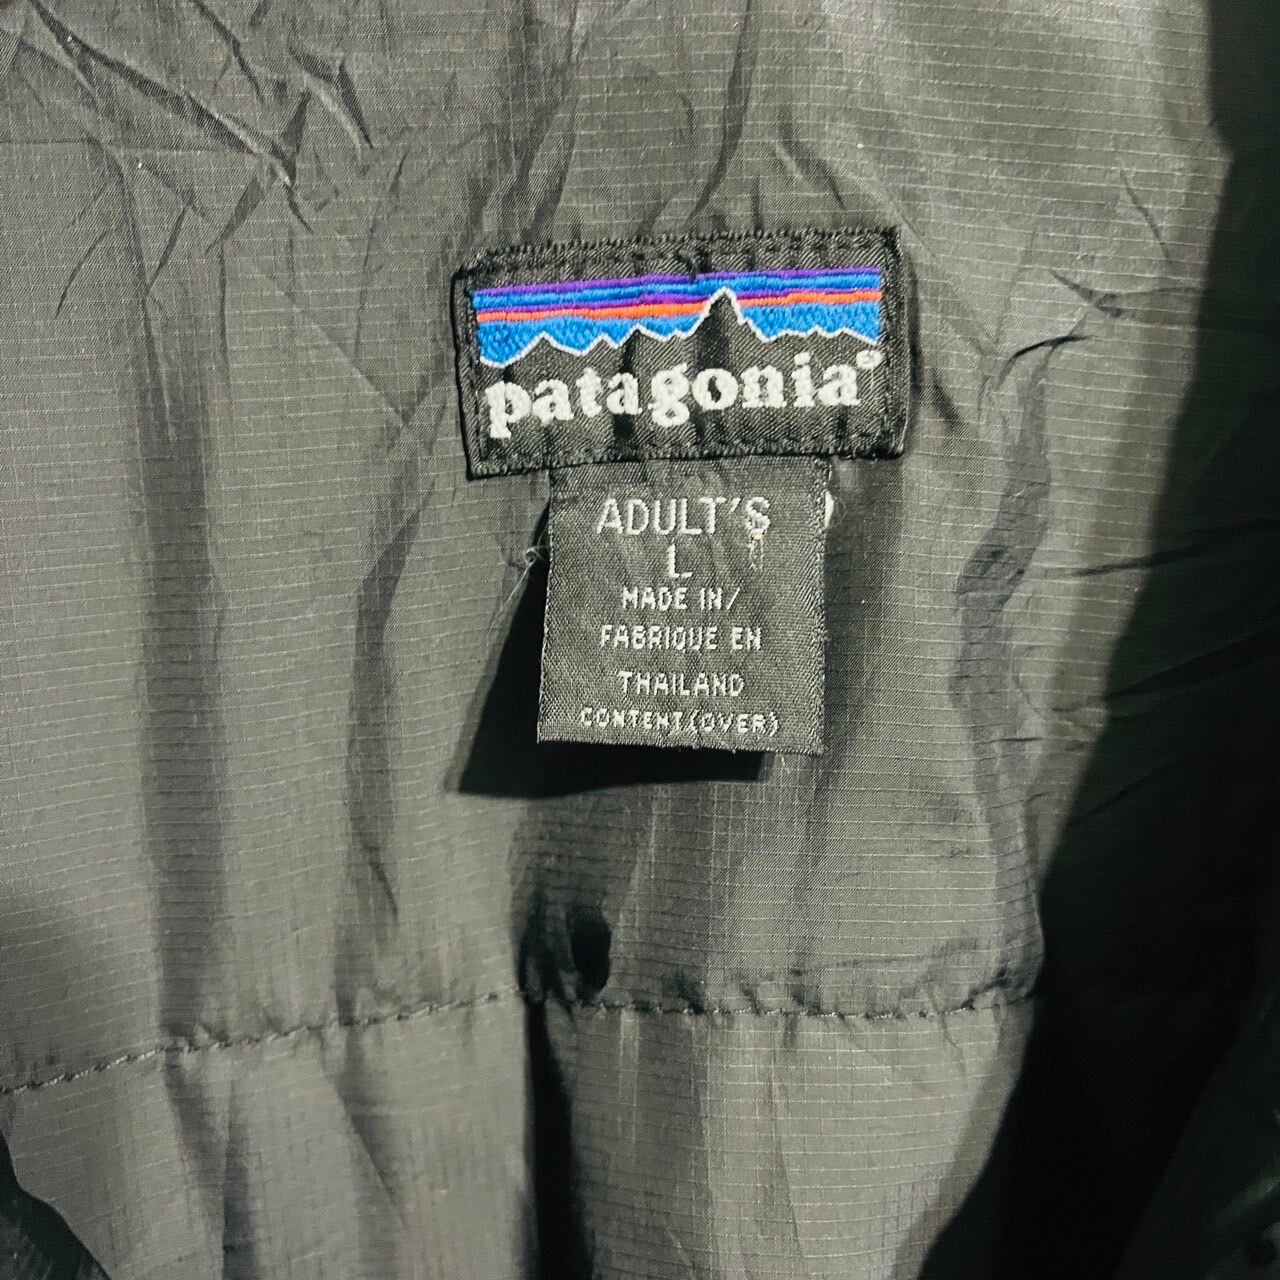 patagonia®
ADULT'S
L
MADE IN/
FABRIQUE EN
THAILAND
CONTENT(OVER)